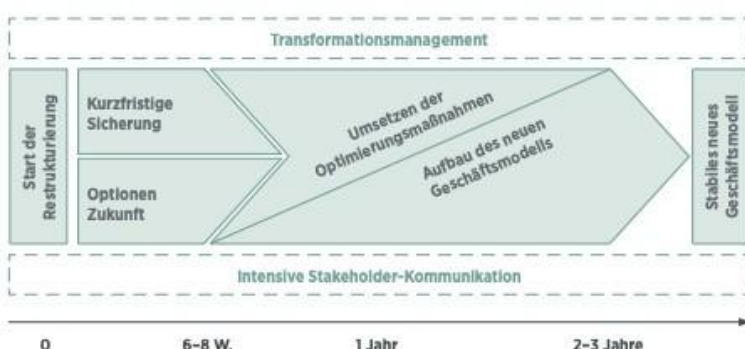 Transformationsmanagement
Start der
Restrukturierung
Kurzfristige
Sicherung
Optionen
Zukunft
Umsetzen der
Optimierungsmaßnahmen
Aufbau des neuen
Geschäftsmodells
Stabiles neues
Geschäftsmodell
Intensive Stakeholder-Kommunikation
0
6–8 W.
1 Jahr
2–3 Jahre